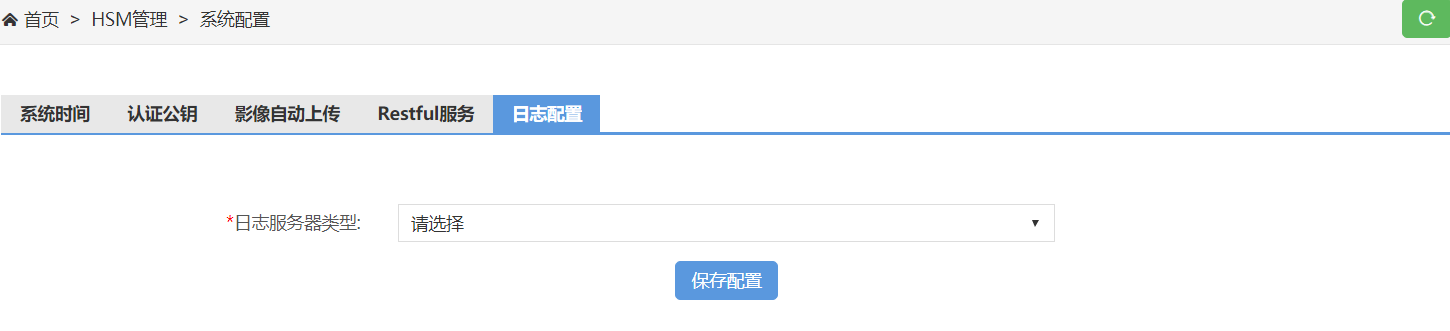 首页 > HSM管理 > 系统配置
系统时间 认证公钥 影像自动上传 Restful服务 日志配置
*日志服务器类型: 请选择
保存配置